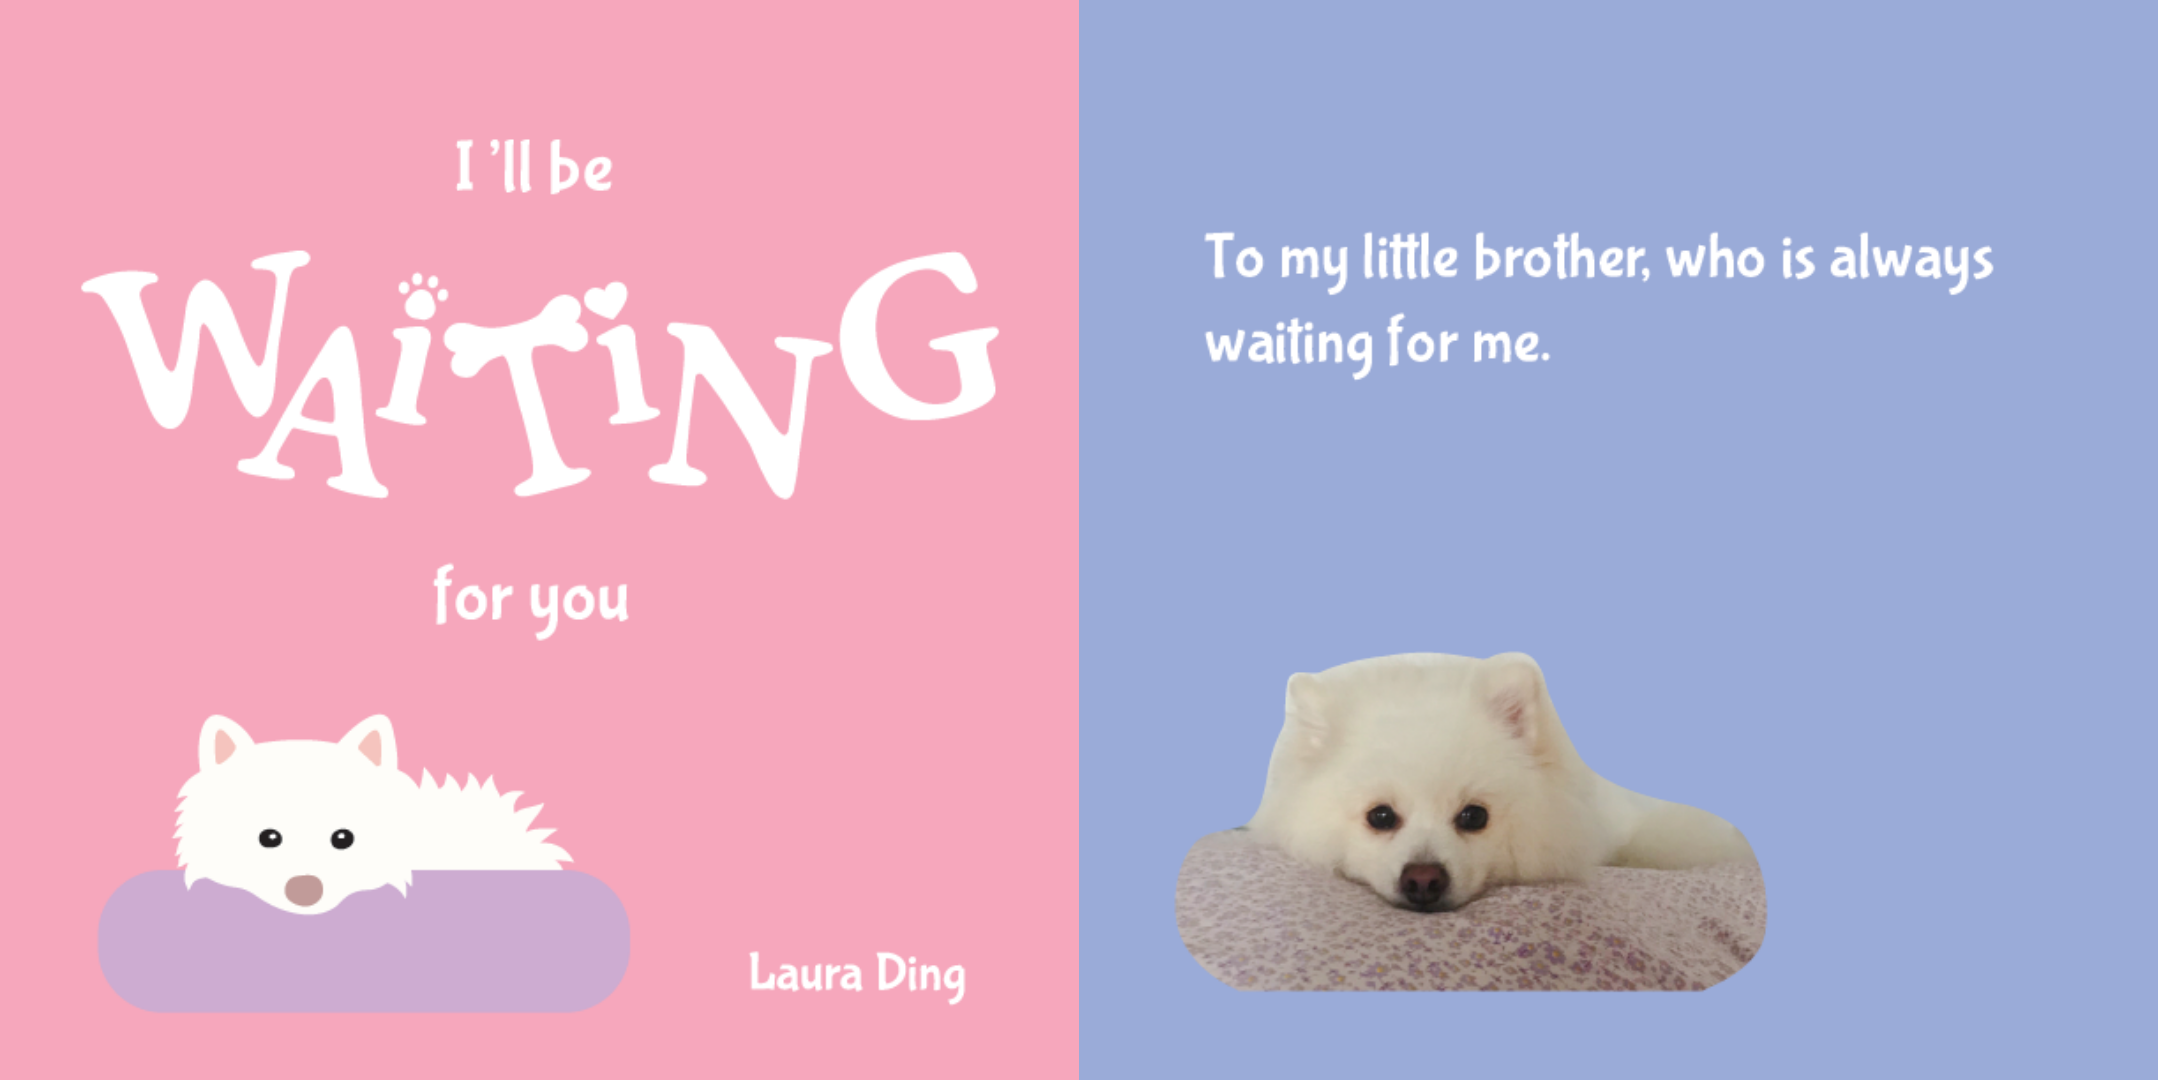 I 'll be
WAiTiNG
for you
Laura Ding
To my little brother, who is always
waiting for me.